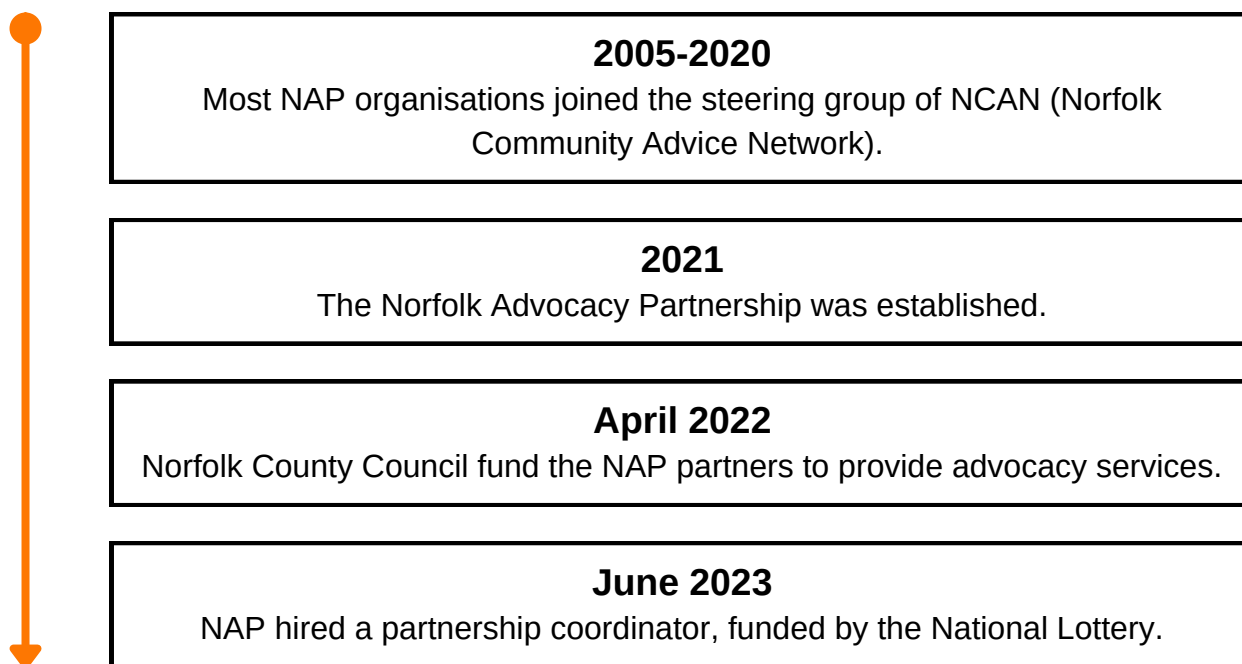 2005-2020
Most NAP organisations joined the steering group of NCAN (Norfolk
Community Advice Network).
2021
The Norfolk Advocacy Partnership was established.
April 2022
Norfolk County Council fund the NAP partners to provide advocacy services.
June 2023
NAP hired a partnership coordinator, funded by the National Lottery.